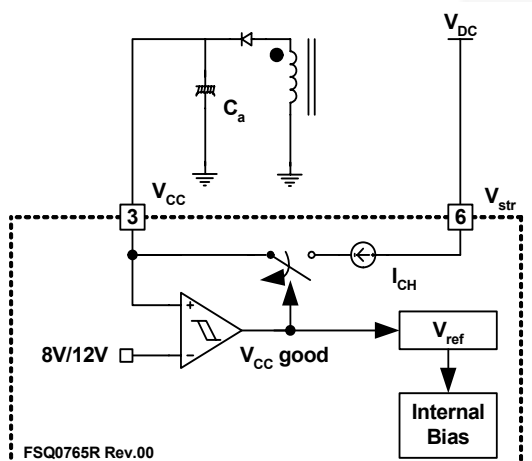 V_DC
C_a
V_CC
V_str
3
6
I_CH
8V/12V
+
-
V_CC good
V_ref
Internal
Bias
FSQ0765R Rev.00